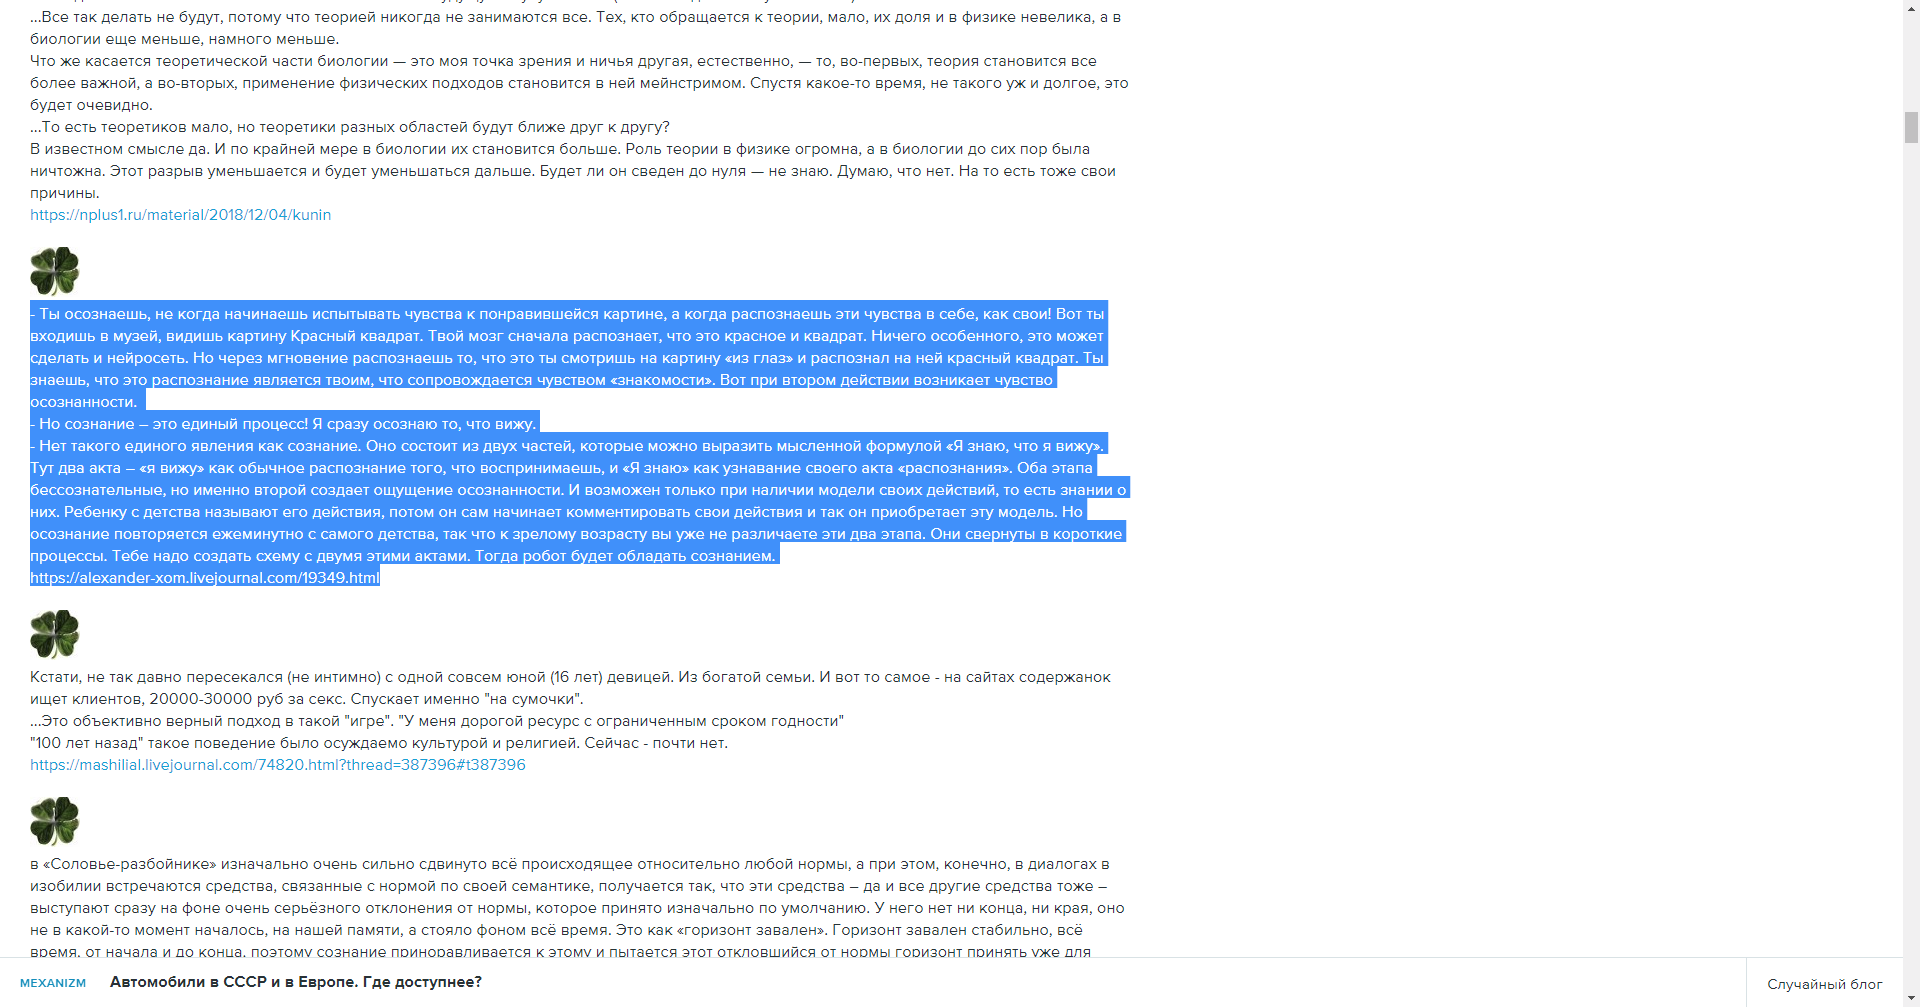 ...Все так делать не будут, потому что теорией никогда не занимаются все. Тех, кто обращается к теории, мало, их доля и в физике невелика, а в
биологии еще меньше, намного меньше.
Что же касается теоретической части биологии — это моя точка зрения и ничья другая, естественно, — то, во-первых, теория становится все
более важной, а во-вторых, применение физических подходов становится в ней мейнстримом. Спустя какое-то время, не такого уж и долгое, это
будет очевидно.
...То есть теоретиков мало, но теоретики разных областей будут ближе друг к другу?
В известном смысле да. И по крайней мере в биологии их становится больше. Роль теории в физике огромна, а в биологии до сих пор была
ничтожна. Этот разрыв уменьшается и будет уменьшаться дальше. Будет ли он сведен до нуля — не знаю. Думаю, что нет. На то есть тоже свои
причины.
https://nplus1.ru/material/2018/12/04/kunin
- Ты осознаешь, не когда начинаешь испытывать чувства к понравившейся картине, а когда распознаешь эти чувства в себе, как свои! Вот ты
входишь в музей, видишь картину Красный квадрат. Твой мозг сначала распознает, что это красное и квадрат. Ничего особенного, это может
сделать и нейросеть. Но через мгновение распознаешь то, что это ты смотришь на картину «из глаз» и распознал на ней красный квадрат. Ты
знаешь, что это распознание является твоим, что сопровождается чувством «знакомости». Вот при втором действии возникает чувство
осознанности.
- Но сознание – это единый процесс! Я сразу осознаю то, что вижу.
- Нет такого единого явления как сознание. Оно состоит из двух частей, которые можно выразить мысленной формулой «Я знаю, что я вижу».
Тут два акта – «я вижу» как обычное распознание того, что воспринимаешь, и «Я знаю» как узнавание своего акта «распознания». Оба этапа
бессознательные, но именно второй создает ощущение осознанности. И возможен только при наличии модели своих действий, то есть знании о
них. Ребенку с детства называют его действия, потом он сам начинает комментировать свои действия и так он приобретает эту модель. Но
осознание повторяется ежеминутно с самого детства, так что к зрелому возрасту вы уже не различаете эти два этапа. Они свернуты в короткие
процессы. Тебе надо создать схему с двумя этими актами. Тогда робот будет обладать сознанием.
https://alexander-xom.livejournal.com/19349.html
Кстати, не так давно пересекался (не интимно) с одной совсем юной (16 лет) девицей. Из богатой семьи. И вот то самое - на сайтах содержанок
ищет клиентов, 20000-30000 руб за секс. Спускает именно "на сумочки".
...Это объективно верный подход в такой "игре". "У меня дорогой ресурс с ограниченным сроком годности"
"100 лет назад" такое поведение было осуждаемо культурой и религией. Сейчас - почти нет.
https://mashilial.livejournal.com/74820.html?thread=387396#t387396
в «Соловье-разбойнике» изначально очень сильно сдвинуто всё происходящее относительно любой нормы, а при этом, конечно, в диалогах в
изобилии встречаются средства, связанные с нормой по своей семантике, получается так, что эти средства – да и все другие средства тоже –
выступают сразу на фоне очень серьёзного отклонения от нормы, которое принято изначально по умолчанию. У него нет ни конца, ни края, оно
не в какой-то момент началось, на нашей памяти, а стояло фоном всё время. Это как «горизонт завален». Горизонт завален стабильно, всё
время, от начала и до конца, поэтому сознание приноравливается к этому и пытается этот отклонившийся от нормы горизонт принять уже для
MEXANIZM Автомобили в СССР и в Европе. Где доступнее? Случайный блог